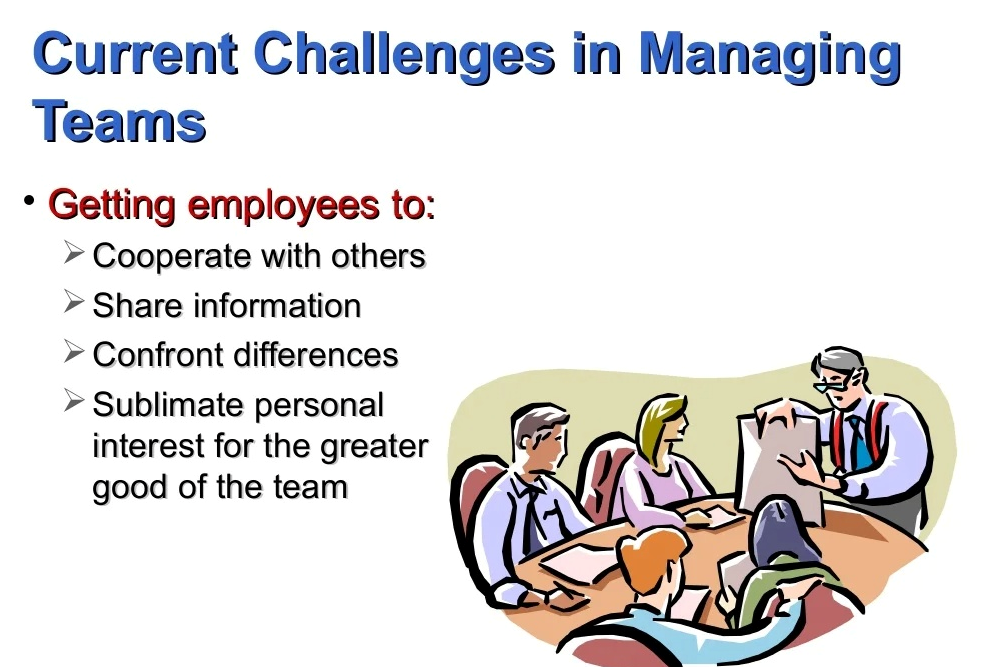 Current Challenges in Managing
Teams
• Getting employees to:
➢ Cooperate with others
➢ Share information
➢ Confront differences
➢ Sublimate personal
interest for the greater
good of the team